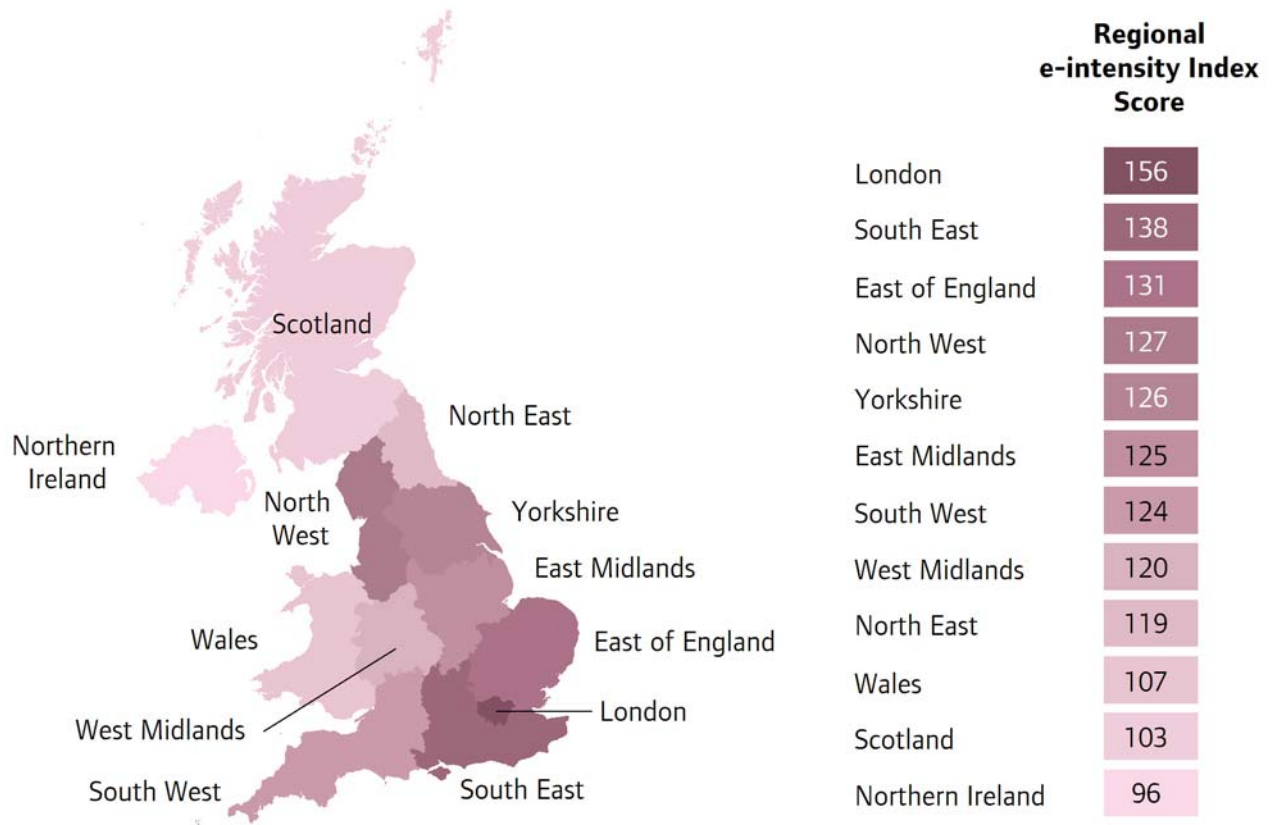 Regional
e-intensity Index
Score
London 156
South East 138
East of England 131
North West 127
Yorkshire 126
East Midlands 125
South West 124
West Midlands 120
North East 119
Wales 107
Scotland 103
Northern Ireland 96
Scotland
North East
Northern
Ireland
North
West
Yorkshire
East Midlands
Wales
East of England
West Midlands
London
South West
South East